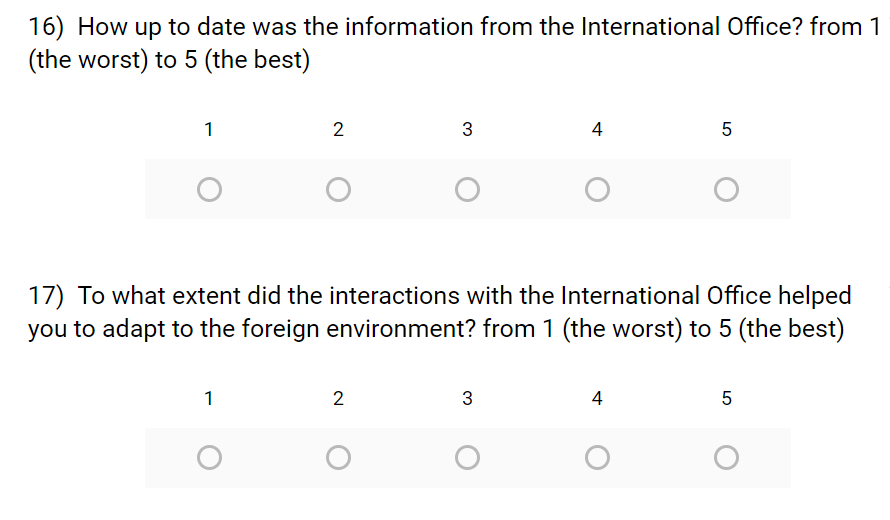 16)  How up to date was the information from the International Office? from 1
(the worst) to 5 (the best)
1 2 3 4 5
17)  To what extent did the interactions with the International Office helped
you to adapt to the foreign environment? from 1 (the worst) to 5 (the best)
1 2 3 4 5